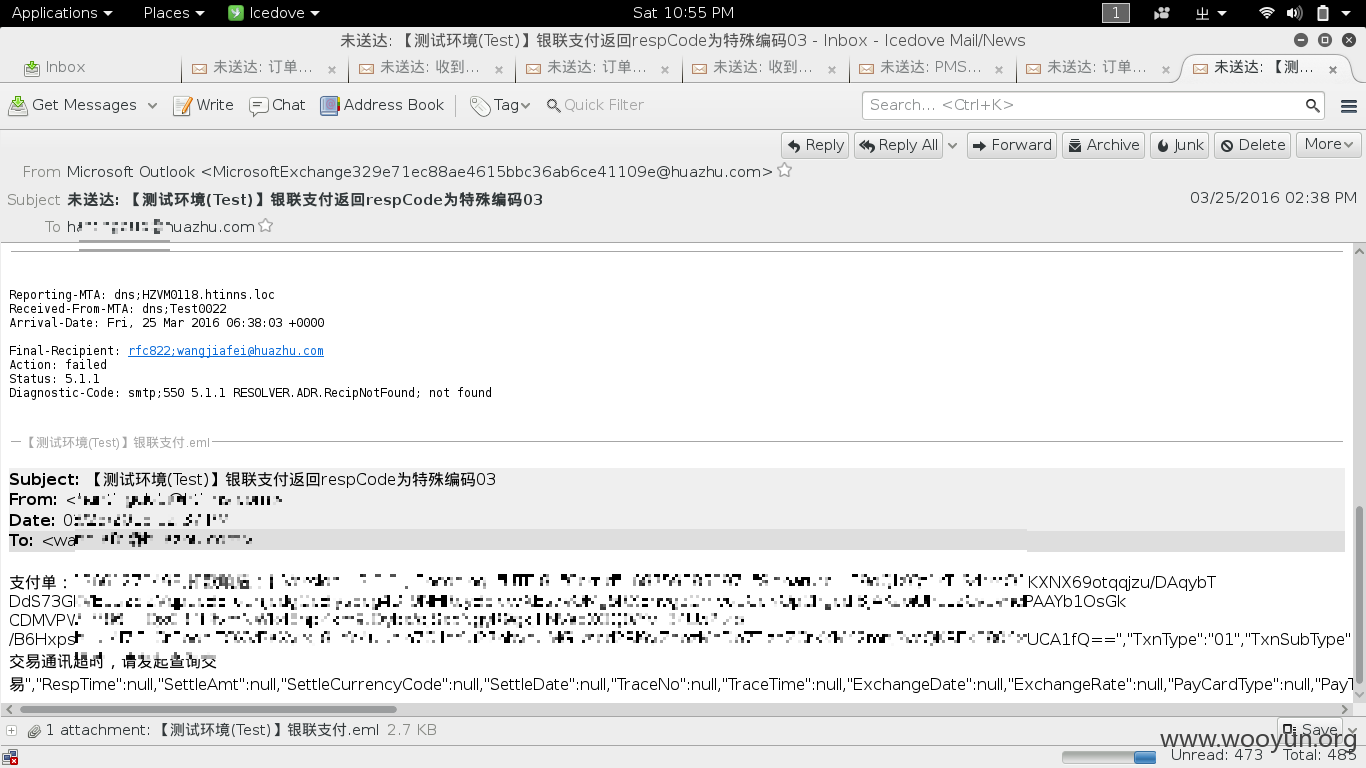 Applications Places Icedove Sat 10:55 PM 1
未送达: 【测试环境(Test)】银联支付返回respCode为特殊编码03 - Inbox - Icedove Mail/News
Inbox 未送达: 订单... 未送达: 收到... 未送达: 订单... 未送达: 收到... 未送达: PMS... 未送达: 订单... 未送达: 【测...
Get Messages Write Chat Address Book Tag Quick Filter Search... <Ctrl+K>
Reply Reply All Forward Archive Junk Delete More
From Microsoft Outlook <MicrosoftExchange329e71ec88ae4615bbc36ab6ce41109e@huazhu.com>
Subject 未送达: 【测试环境(Test)】银联支付返回respCode为特殊编码03 03/25/2016 02:38 PM
To huazhu.com
Reporting-MTA: dns;HZVM0118.htinns.loc
Received-From-MTA: dns;Test0022
Arrival-Date: Fri, 25 Mar 2016 06:38:03 +0000
Final-Recipient: rfc822;wangjiafei@huazhu.com
Action: failed
Status: 5.1.1
Diagnostic-Code: smtp;550 5.1.1 RESOLVER.ADR.RecipNotFound; not found
【测试环境(Test)】银联支付.eml
Subject: 【测试环境(Test)】银联支付返回respCode为特殊编码03
From: <
Date:
To: <wa
支付单： KXNX69otqqjzu/DAqybT
DdS73G PAAYb1OsGk
CDMVPV
/B6Hxps UCA1fQ==","TxnType":"01","TxnSubType"
交易通讯超时，请发起查询交
易","RespTime":null,"SettleAmt":null,"SettleCurrencyCode":null,"SettleDate":null,"TraceNo":null,"TraceTime":null,"ExchangeDate":null,"ExchangeRate":null,"PayCardType":null,"PayT
1 attachment: 【测试环境(Test)】银联支付.eml 2.7 KB Save
www.wooyun.org
Unread: 473 Total: 485